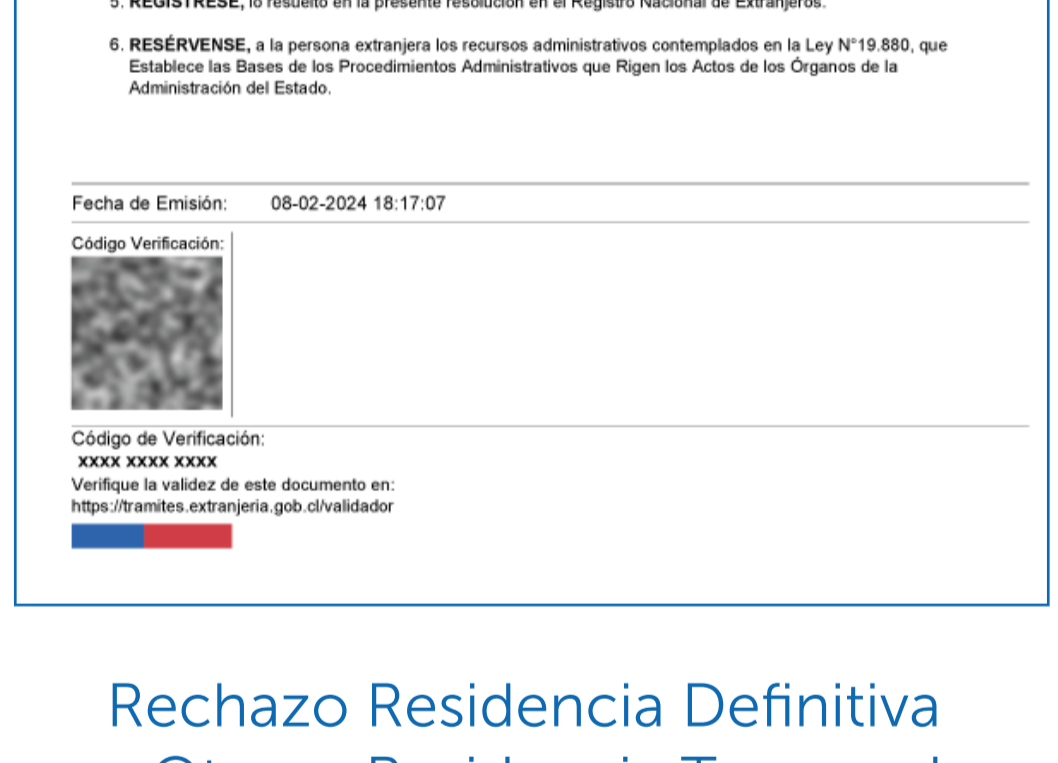 5. REGÍSTRESE, lo resuelto en la presente resolución en el Registro Nacional de Extranjeros.
6. RESÉRVENSE, a la persona extranjera los recursos administrativos contemplados en la Ley N°19.880, que
Establece las Bases de los Procedimientos Administrativos que Rigen los Actos de los Órganos de la
Administración del Estado.
Fecha de Emisión: 08-02-2024 18:17:07
Código Verificación:
Código de Verificación:
XXXX XXXX XXXX
Verifique la validez de este documento en:
https://tramites.extranjeria.gob.cl/validador
Rechazo Residencia Definitiva
Residencia